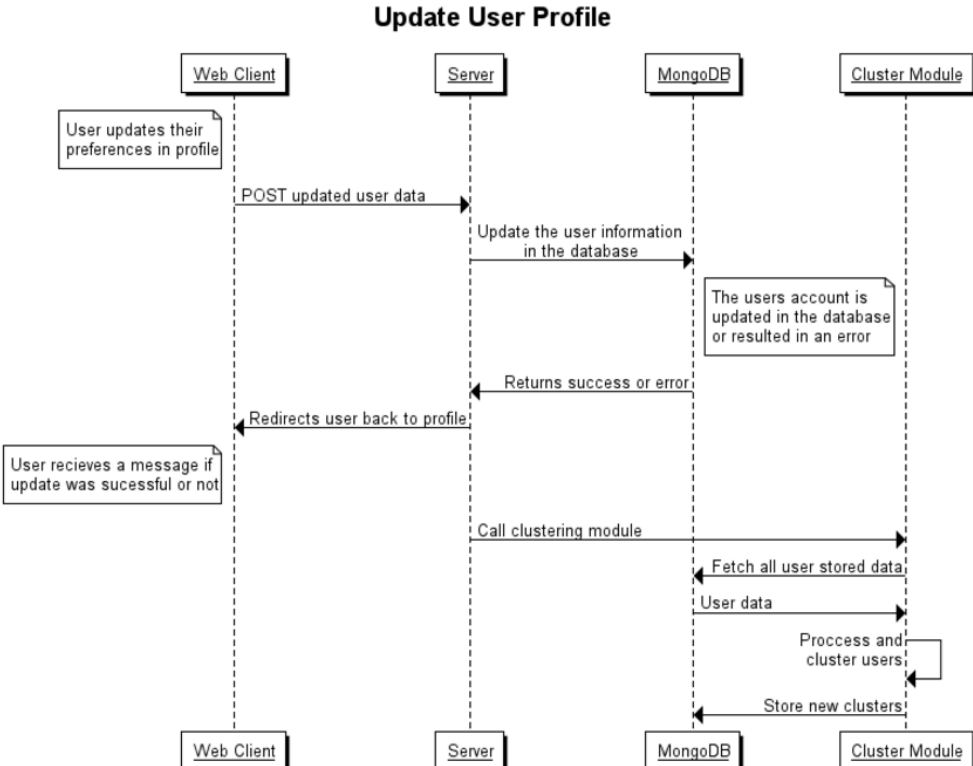 Update User Profile
Web Client
Server
MongoDB
Cluster Module
User updates their
preferences in profile
POST updated user data
Update the user information
in the database
The users account is
updated in the database
or resulted in an error
Returns success or error
Redirects user back to profile
User recieves a message if
update was sucessful or not
Call clustering module
Fetch all user stored data
User data
Proccess and
cluster users
Store new clusters
Web Client
Server
MongoDB
Cluster Module